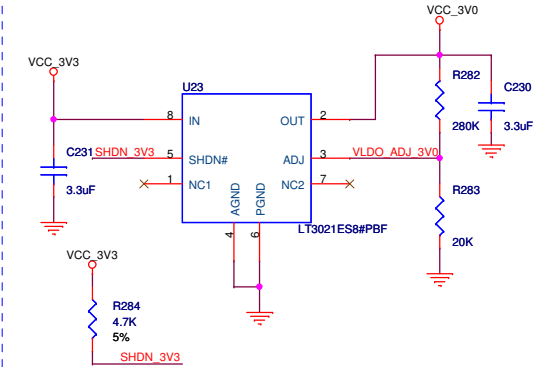 VCC_3V0
VCC_3V3
U23
R282
C230
8
IN
OUT
2
280K
3.3uF
C231
SHDN_3V3
5
SHDN#
ADJ
3
VLDO_ADJ_3V0
3.3uF
1
NC1
NC2
7
R283
AGND
PGND
LT3021ES8#PBF
4
6
20K
VCC_3V3
R284
4.7K
5%
SHDN_3V3